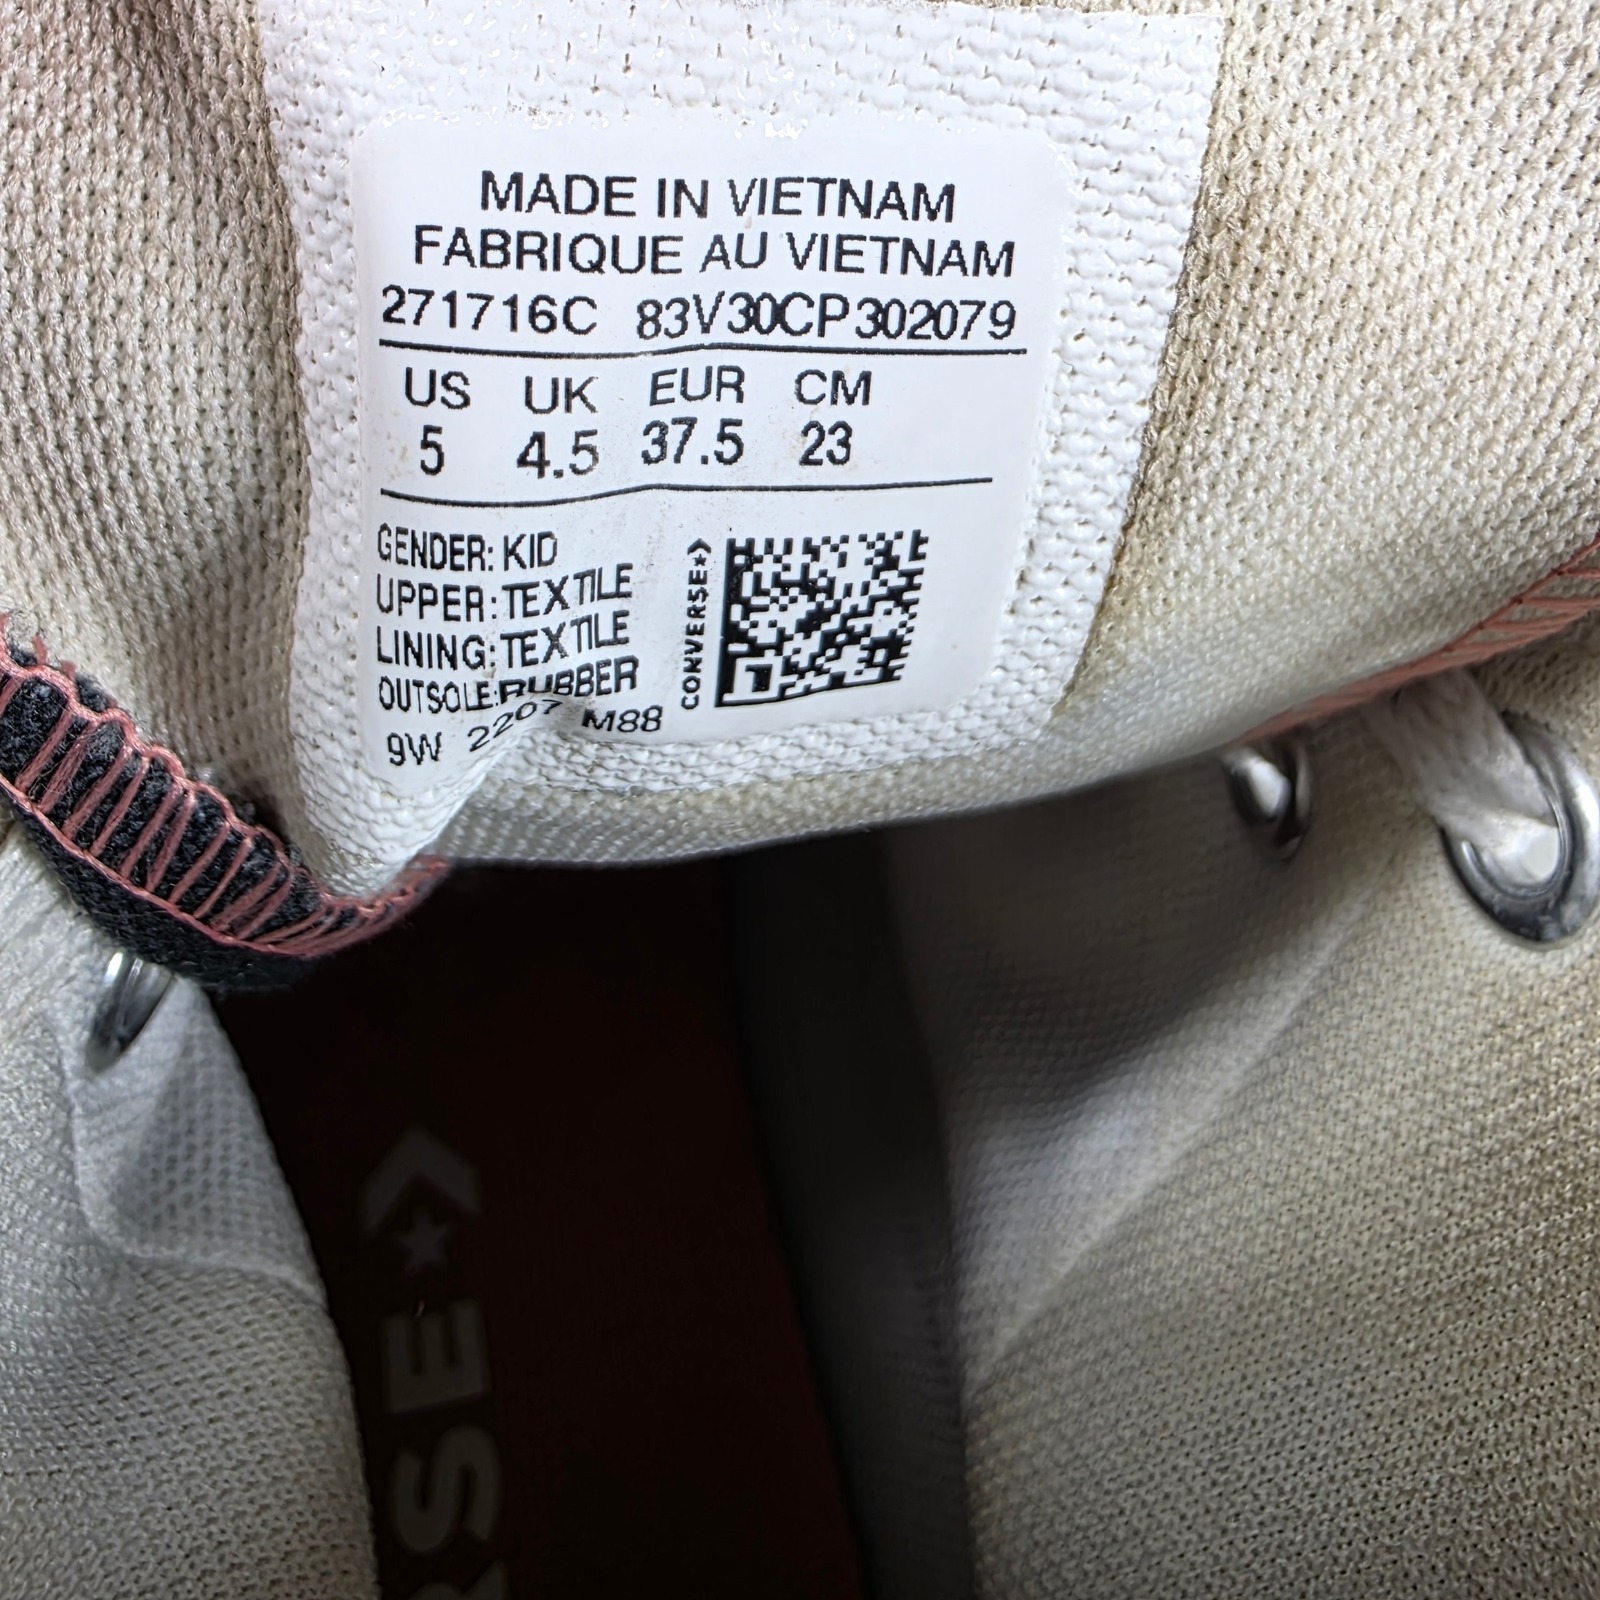 MADE IN VIETNAM
FABRIQUE AU VIETNAM
271716C 83V30CP302079
US UK EUR CM
5 4.5 37.5 23
GENDER: KID
UPPER: TEXTILE
LINING: TEXTILE
OUTSOLE: RUBBER
9W 2207 M88
CONVERSE
RSE